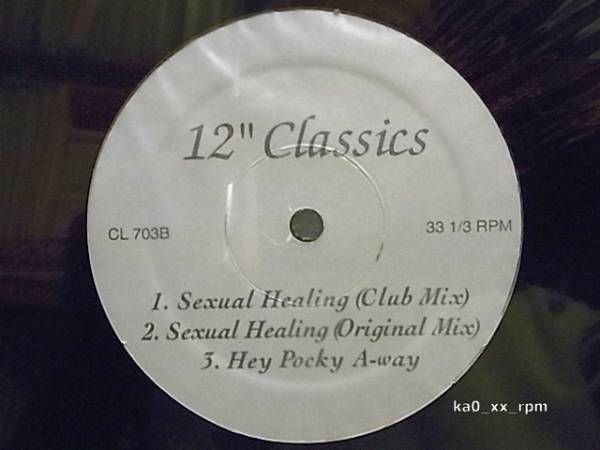 12" Classics
CL 703B
33 1/3 RPM
1. Sexual Healing (Club Mix)
2. Sexual Healing (Original Mix)
3. Hey Pocky A-way
ka0_xx_rpm